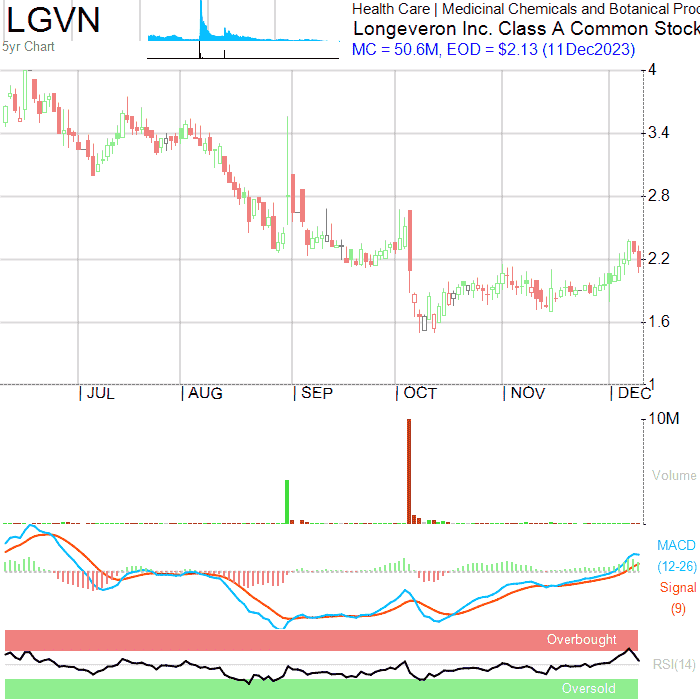 LGVN
5yr Chart
Health Care | Medicinal Chemicals and Botanical Proc
Longeveron Inc. Class A Common Stock
MC = 50.6M, EOD = $2.13 (11Dec2023)
4
3.4
2.8
2.2
1.6
1
| JUL | AUG | SEP | OCT | NOV | DEC
10M
Volume
MACD
(12-26)
Signal
(9)
Overbought
RSI(14)
Oversold